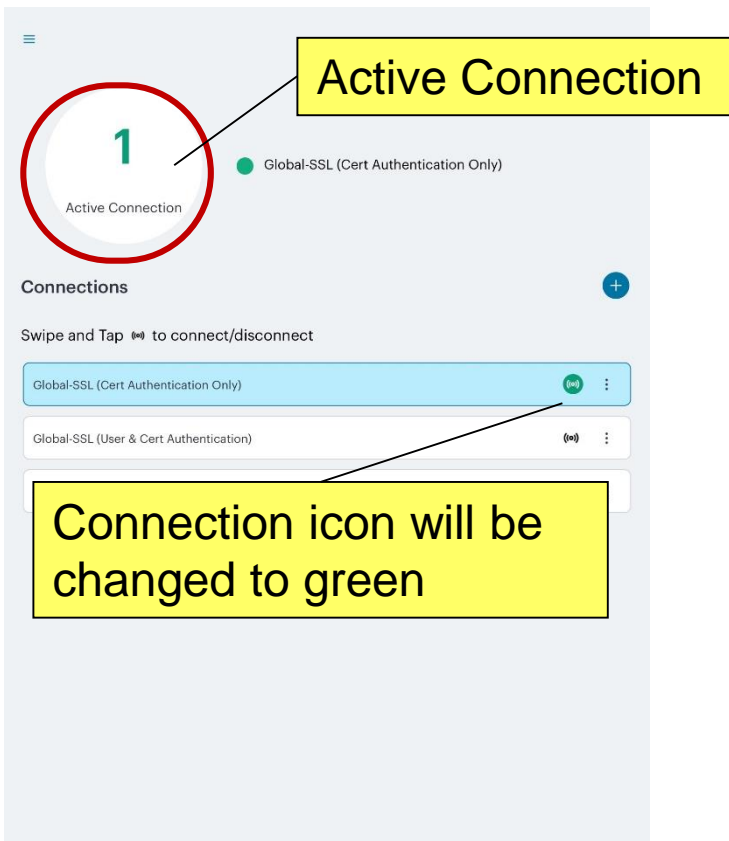 Active Connection
1
Active Connection
Global-SSL (Cert Authentication Only)
Connections
Swipe and Tap to connect/disconnect
Global-SSL (Cert Authentication Only)
Global-SSL (User & Cert Authentication)
Connection icon will be
changed to green